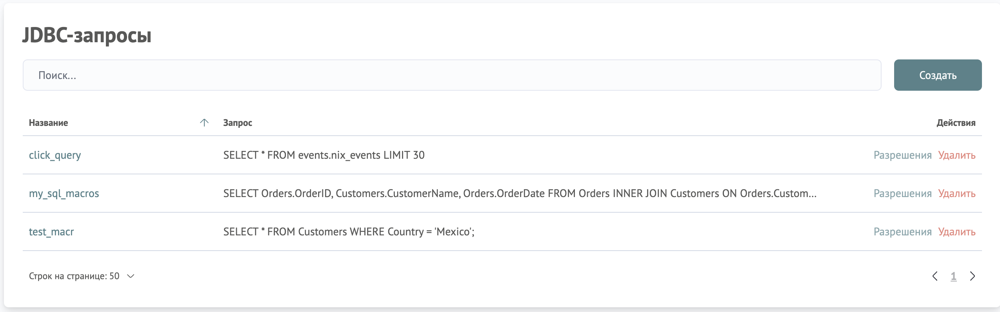 JDBC-запросы
Поиск...
Создать
Название Запрос Действия
click_query SELECT * FROM events.nix_events LIMIT 30 Разрешения Удалить
my_sql_macros SELECT Orders.OrderID, Customers.CustomerName, Orders.OrderDate FROM Orders INNER JOIN Customers ON Orders.Custom... Разрешения Удалить
test_macr SELECT * FROM Customers WHERE Country = 'Mexico'; Разрешения Удалить
Строк на странице: 50 1